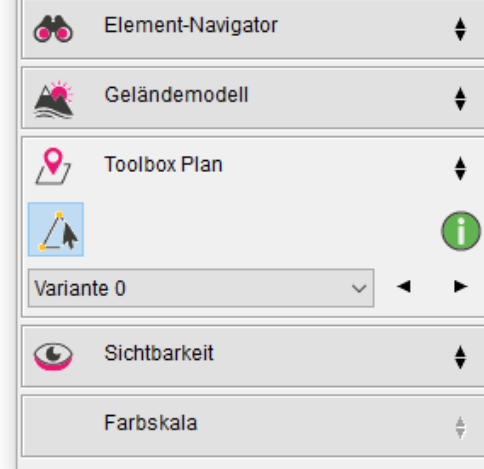 Element-Navigator
Geländemodell
Toolbox Plan
Variante 0
Sichtbarkeit
Farbskala